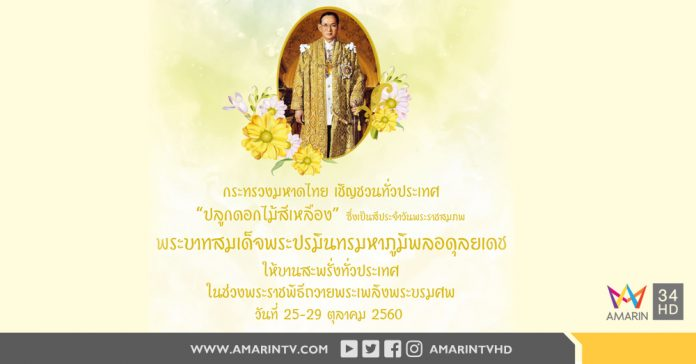 กระทรวงมหาดไทย เชิญชวนทั่วประเทศ
“ปลูกดอกไม้สีเหลือง” ซึ่งเป็นสีประจำวันพระราชสมภพ
พระบาทสมเด็จพระปรมินทรมหาภูมิพลอดุลยเดช
ให้บานสะพรั่งทั่วประเทศ
ในช่วงพระราชพิธีถวายพระเพลิงพระบรมศพ
วันที่ 25-29 ตุลาคม 2560
AMARIN 34 HD
WWW.AMARINTV.COM AMARINTVHD